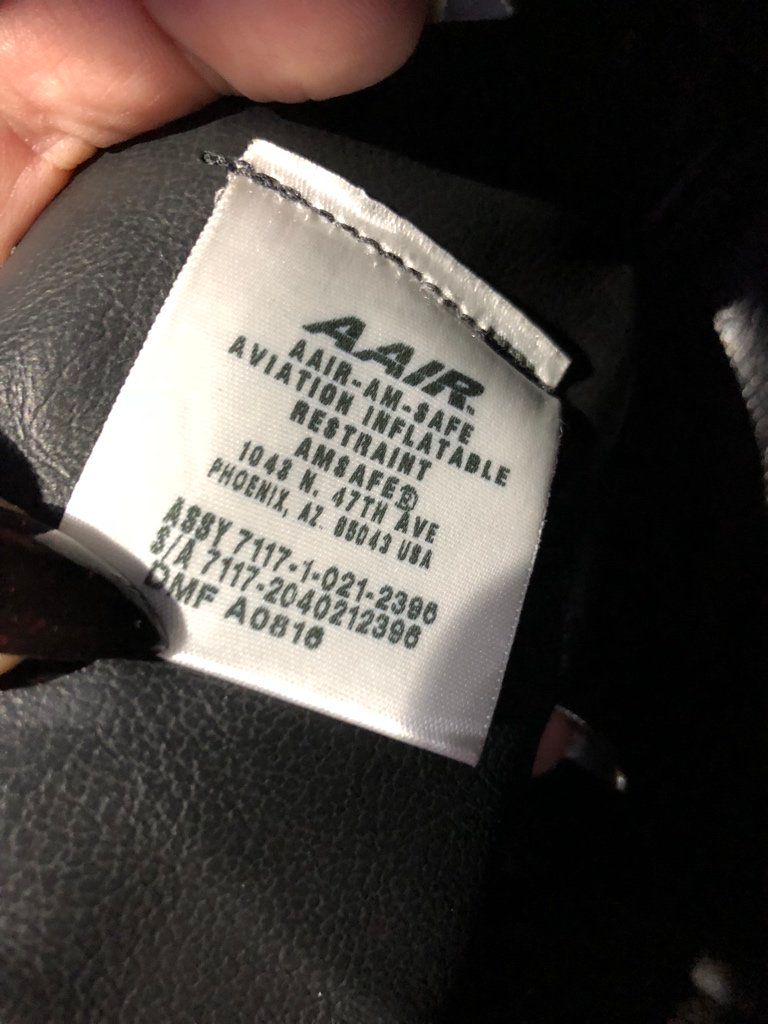 AAIR™
AAIR-AM-SAFE
AVIATION INFLATABLE
RESTRAINT
AMSAFE®
1043 N. 47TH AVE
PHOENIX, AZ 85043 USA
ASSY 7117-1-021-2396
S/A 7117-2040212396
DMF A0816